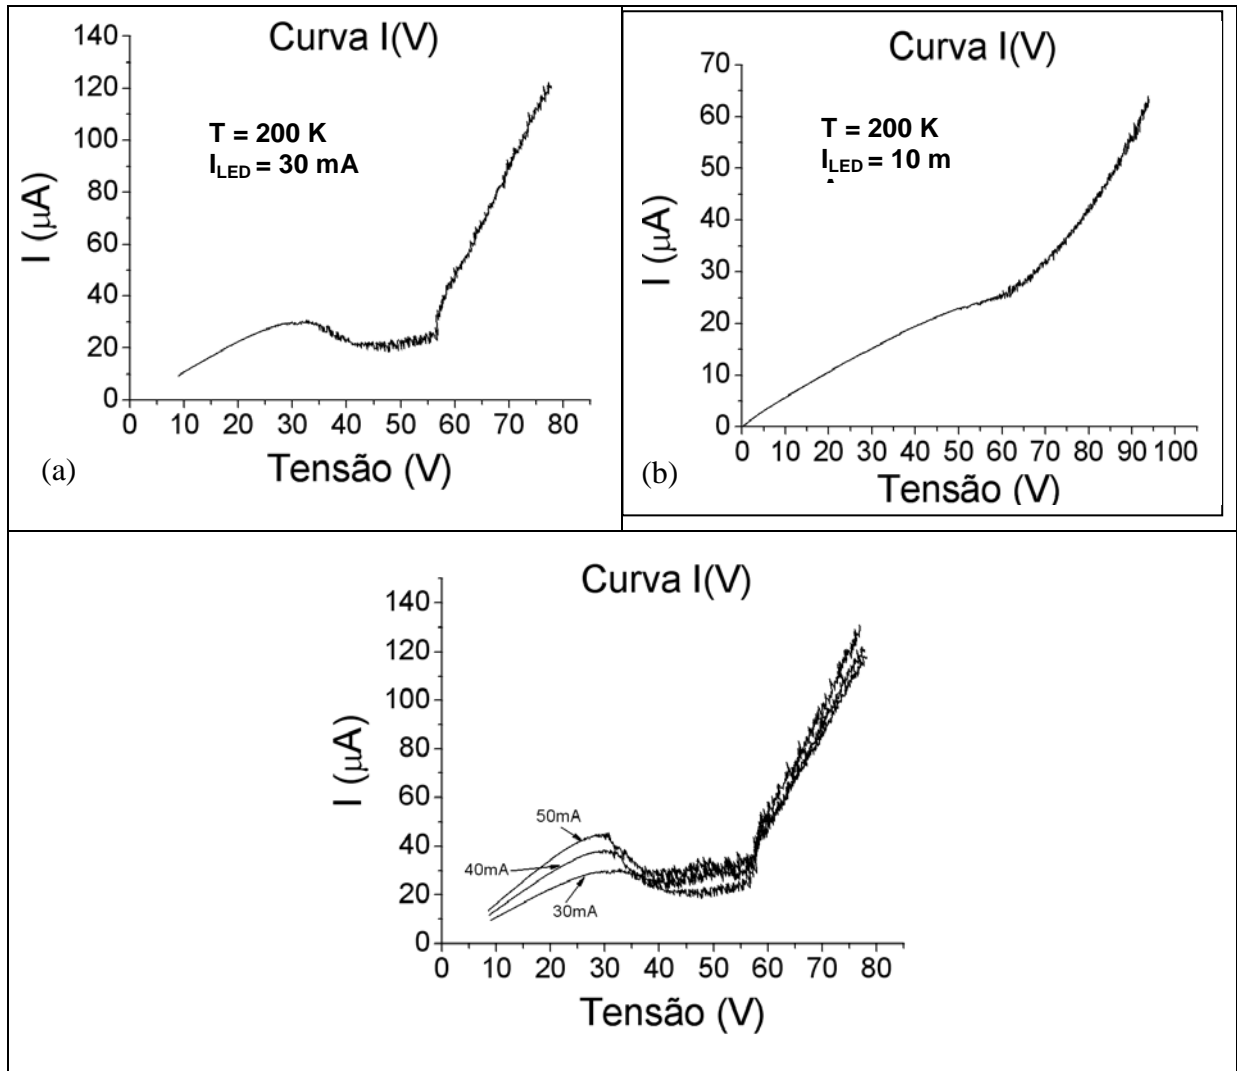 Curva I(V)
140
120
100
80
60
40
20
0
I (μA)
T = 200 K
I_LED = 30 mA
0 10 20 30 40 50 60 70 80
Tensão (V)
(a)
Curva I(V)
70
60
50
40
30
20
10
0
I (μA)
T = 200 K
I_LED = 10 m
0 10 20 30 40 50 60 70 80 90 100
Tensão (V)
(b)
Curva I(V)
140
120
100
80
60
40
20
0
I (μA)
50mA
40mA
30mA
0 10 20 30 40 50 60 70 80
Tensão (V)